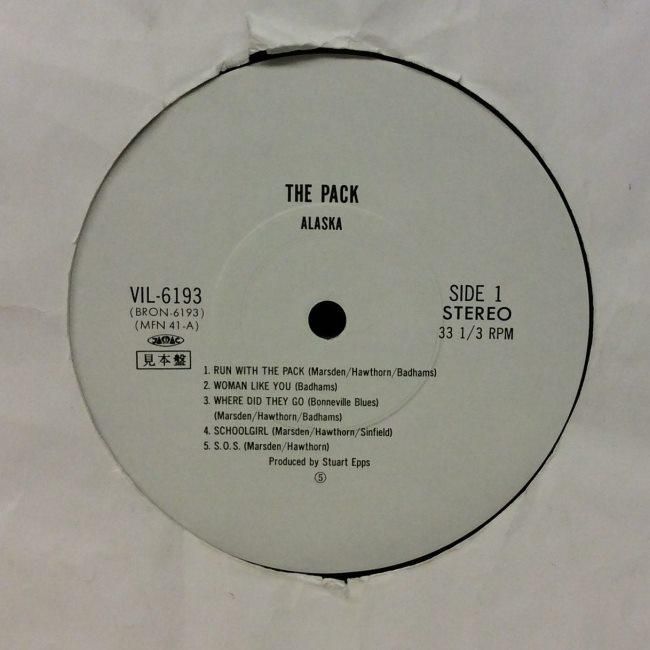 THE PACK
ALASKA
VIL-6193
(BRON-6193)
(MFN 41-A)
JASRAC
見本盤
SIDE 1
STEREO
33 1/3 RPM
1. RUN WITH THE PACK (Marsden/Hawthorn/Badhams)
2. WOMAN LIKE YOU (Badhams)
3. WHERE DID THEY GO (Bonneville Blues)
(Marsden/Hawthorn/Badhams)
4. SCHOOLGIRL (Marsden/Hawthorn/Sinfield)
5. S.O.S. (Marsden/Hawthorn)
Produced by Stuart Epps
⑤